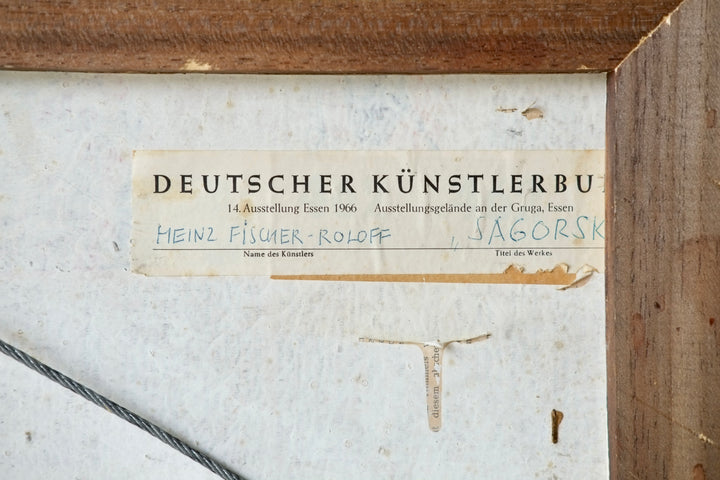 DEUTSCHER KÜNSTLERBU
14. Ausstellung Essen 1966 Ausstellungsgelände an der Gruga, Essen
HEINZ FISCHER-ROLOFF „SAGORSK
Name des Künstlers Titel des Werkes
diesem